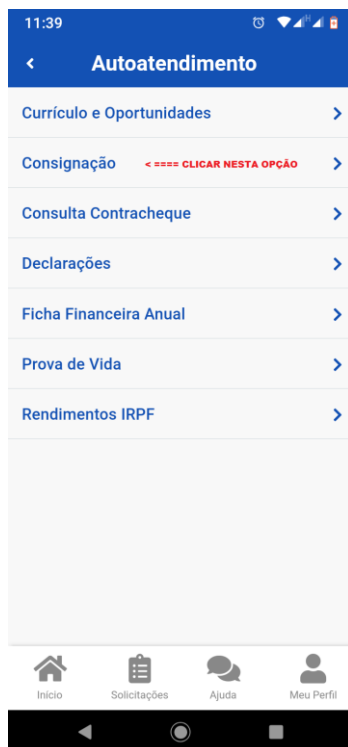 11:39
Autoatendimento
Currículo e Oportunidades
Consignação < ==== CLICAR NESTA OPÇÃO
Consulta Contracheque
Declarações
Ficha Financeira Anual
Prova de Vida
Rendimentos IRPF
Início Solicitações Ajuda Meu Perfil